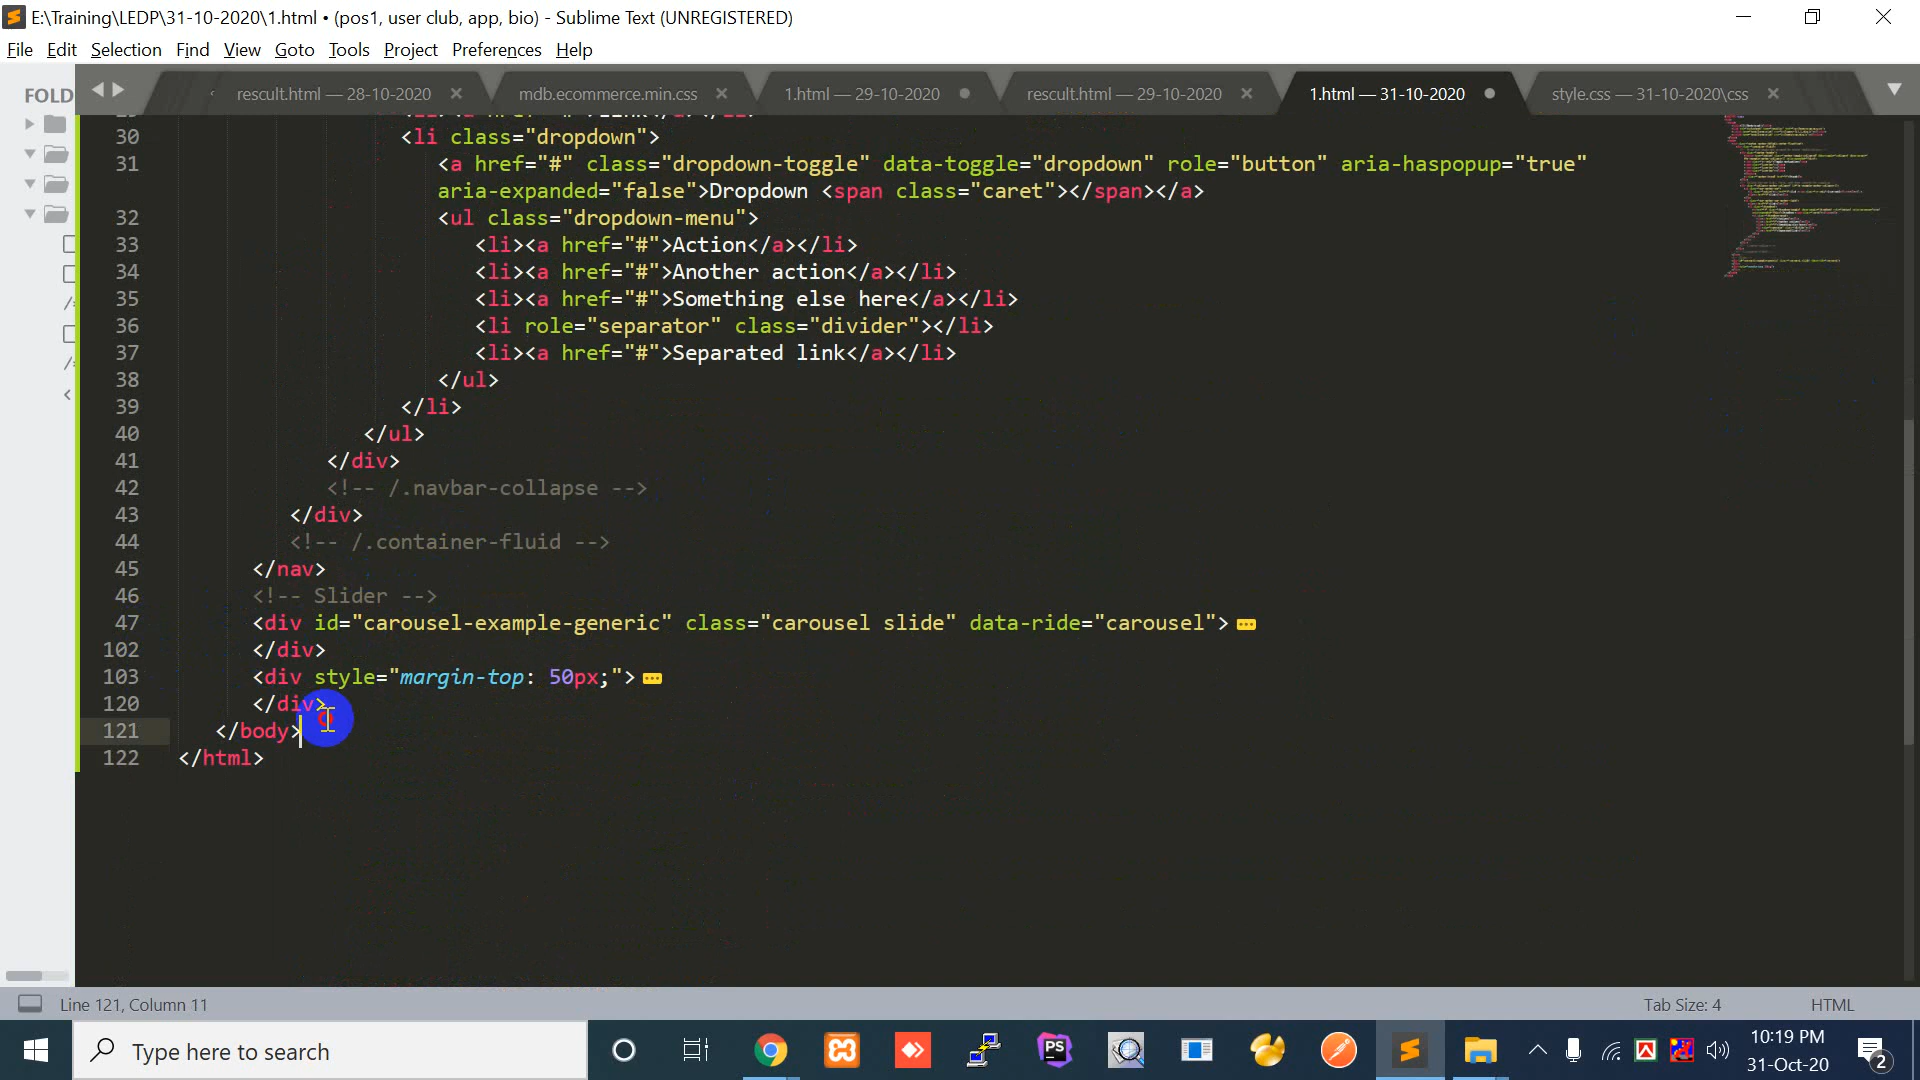 E:\Training\LEDP\31-10-2020\1.html • (pos1, user club, app, bio) - Sublime Text (UNREGISTERED)
File Edit Selection Find View Goto Tools Project Preferences Help
FOLD
rescult.html — 28-10-2020
mdb.ecommerce.min.css
1.html — 29-10-2020
rescult.html — 29-10-2020
1.html — 31-10-2020
style.css — 31-10-2020\css
30 <li class="dropdown">
31 <a href="#" class="dropdown-toggle" data-toggle="dropdown" role="button" aria-haspopup="true"
aria-expanded="false">Dropdown <span class="caret"></span></a>
32 <ul class="dropdown-menu">
33 <li><a href="#">Action</a></li>
34 <li><a href="#">Another action</a></li>
35 <li><a href="#">Something else here</a></li>
36 <li role="separator" class="divider"></li>
37 <li><a href="#">Separated link</a></li>
38 </ul>
39 </li>
40 </ul>
41 </div>
42 <!-- /.navbar-collapse -->
43 </div>
44 <!-- /.container-fluid -->
45 </nav>
46 <!-- Slider -->
47 <div id="carousel-example-generic" class="carousel slide" data-ride="carousel">
102 </div>
103 <div style="margin-top: 50px;">
120 </div>
121 </body>
122 </html>
Line 121, Column 11
Tab Size: 4
HTML
Type here to search
PS
10:19 PM
31-Oct-20
2